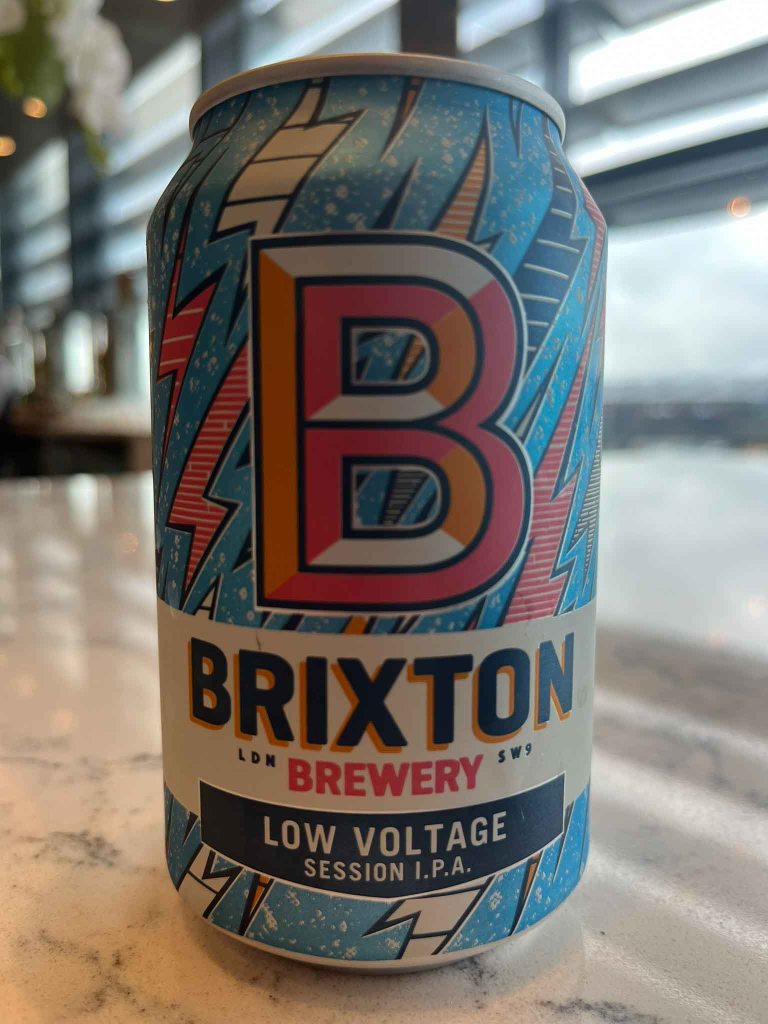 B
BRIXTON
LDN BREWERY SW9
LOW VOLTAGE
SESSION I.P.A.